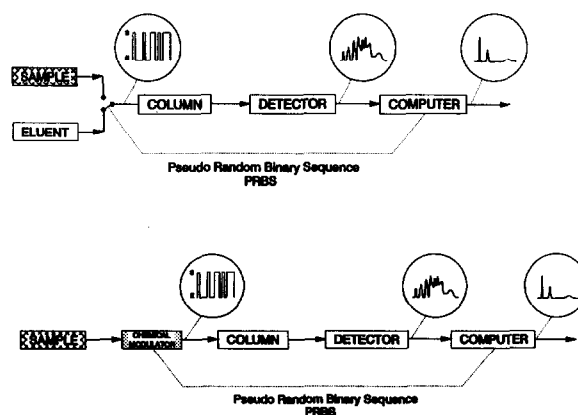 SAMPLE
ELUENT
COLUMN
DETECTOR
COMPUTER
Pseudo Random Binary Sequence
PRBS
SAMPLE
CHEMICAL
MODULATOR
COLUMN
DETECTOR
COMPUTER
Pseudo Random Binary Sequence
PRBS